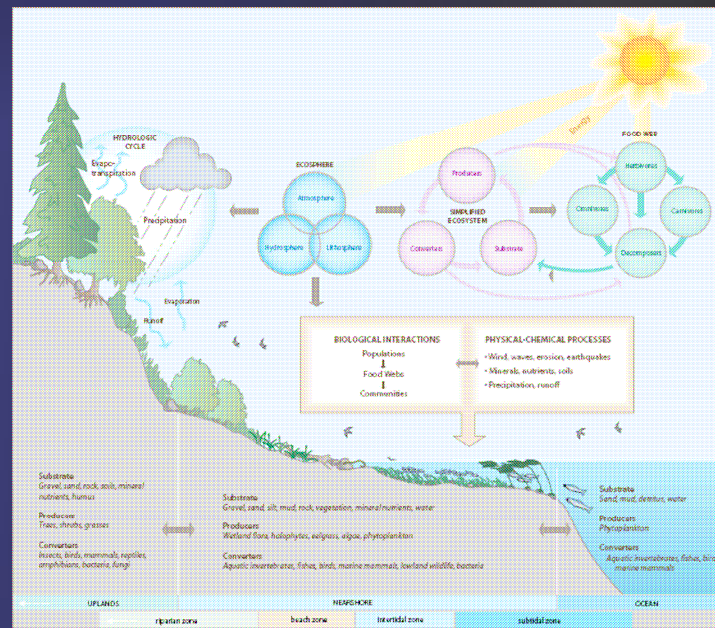 HYDROLOGIC
CYCLE
Evapo-
transpiration
Precipitation
Evaporation
Runoff
ECOSPHERE
Atmosphere
Hydrosphere
Lithosphere
Producers
SIMPLIFIED
ECOSYSTEM
Converters
Substrate
Energy
FOOD WEB
Herbivores
Omnivores
Carnivores
Decomposers
BIOLOGICAL INTERACTIONS
Populations
Food Webs
Communities
PHYSICAL-CHEMICAL PROCESSES
• Wind, waves, erosion, earthquakes
• Minerals, nutrients, soils
• Precipitation, runoff
Substrate
Gravel, sand, rock, soils, mineral
nutrients, humus
Producers
Trees, shrubs, grasses
Converters
Insects, birds, mammals, reptiles,
amphibians, bacteria, fungi
Substrate
Gravel, sand, silt, mud, rock, vegetation, mineral nutrients, water
Producers
Wetland flora, halophytes, eelgrass, algae, phytoplankton
Converters
Aquatic invertebrates, fishes, birds, marine mammals, lowland wildlife, bacteria
Substrate
Sand, mud, detritus, water
Producers
Phytoplankton
Converters
Aquatic invertebrates, fishes, bird
marine mammals
UPLANDS
NEARSHORE
OCEAN
riparian zone
beach zone
intertidal zone
subtidal zone